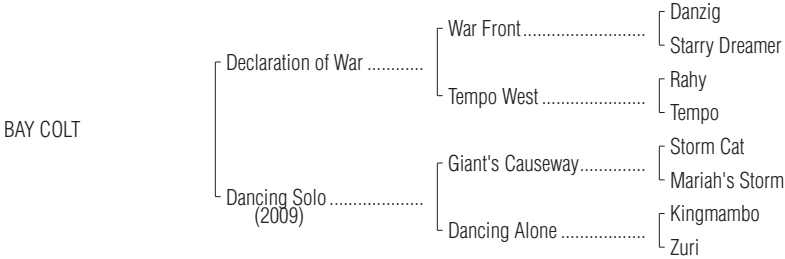 Danzig
War Front..........................
Starry Dreamer
Declaration of War ............
Rahy
Tempo West ......................
Tempo
BAY COLT
Storm Cat
Giant's Causeway..............
Mariah's Storm
Dancing Solo ....................
(2009)
Kingmambo
Dancing Alone ..................
Zuri